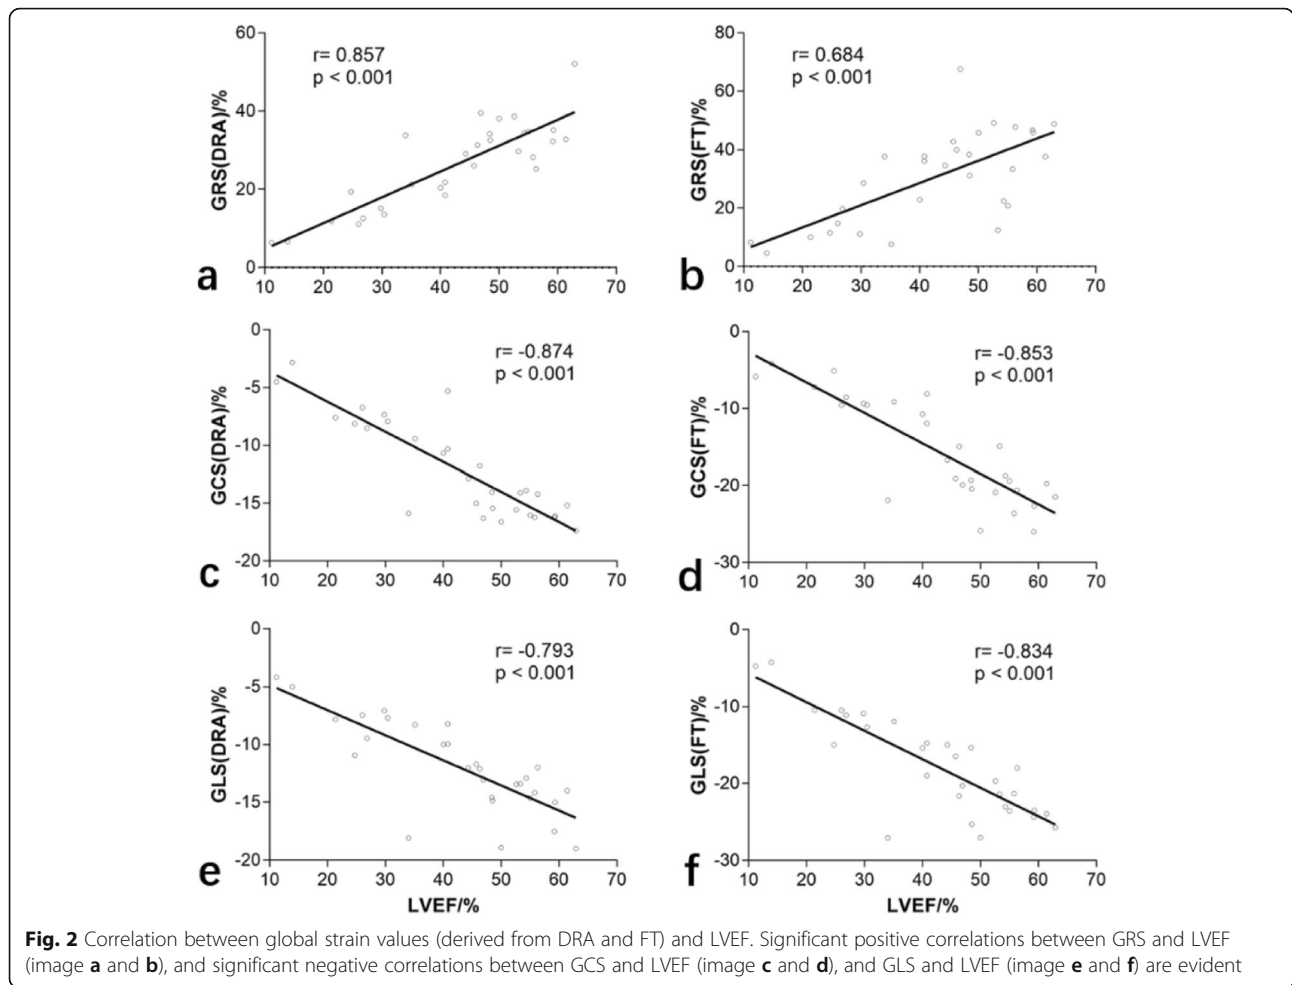 60
40
20
0
GRS(DRA)/%
r= 0.857
p < 0.001
a
10 20 30 40 50 60 70
80
60
40
20
0
GRS(FT)/%
r= 0.684
p < 0.001
b
10 20 30 40 50 60 70
0
-5
-10
-15
-20
GCS(DRA)/%
r= -0.874
p < 0.001
c
10 20 30 40 50 60 70
0
-10
-20
-30
GCS(FT)/%
r= -0.853
p < 0.001
d
10 20 30 40 50 60 70
0
-5
-10
-15
-20
GLS(DRA)/%
r= -0.793
p < 0.001
e
10 20 30 40 50 60 70
LVEF/%
0
-10
-20
-30
GLS(FT)/%
r= -0.834
p < 0.001
f
10 20 30 40 50 60 70
LVEF/%
Fig. 2 Correlation between global strain values (derived from DRA and FT) and LVEF. Significant positive correlations between GRS and LVEF
(image a and b), and significant negative correlations between GCS and LVEF (image c and d), and GLS and LVEF (image e and f) are evident